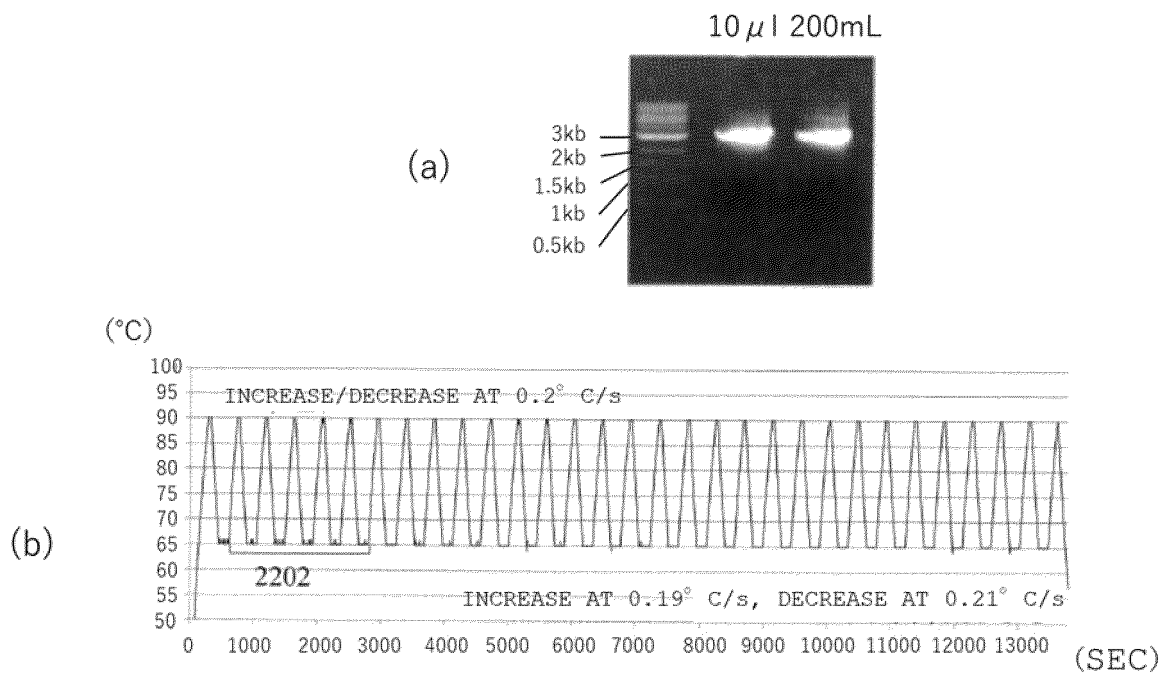 10 μl 200mL
(a)
3kb
2kb
1.5kb
1kb
0.5kb
(°C)
(b)
100
95
90
85
80
75
70
65
60
55
50
INCREASE/DECREASE AT 0.2° C/s
2202
INCREASE AT 0.19° C/s, DECREASE AT 0.21° C/s
0 1000 2000 3000 4000 5000 6000 7000 8000 9000 10000 11000 12000 13000
(SEC)